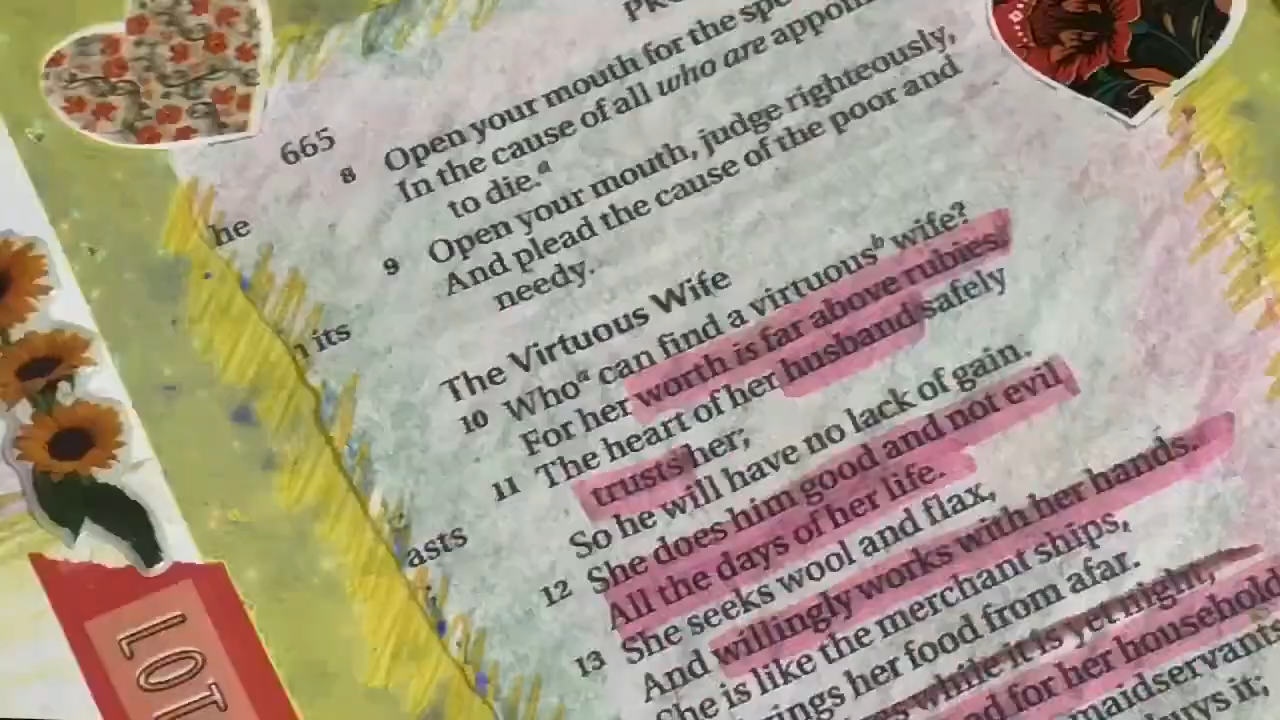 665
8 Open your mouth for the
In the cause of all who are
to die.a
9 Open your mouth, judge righteously,
And plead the cause of the poor and
needy.
he
its
asts
The Virtuous Wife
10 Whoa can find a virtuousb wife?
For her worth is far above rubies.
11 The heart of her husband safely
trusts her;
So he will have no lack of gain.
12 She does him good and not evil
All the days of her life.
13 She seeks wool and flax,
And willingly works with her hands.
She is like the merchant ships,
her food from afar.
while it is yet night,
for her household
maidservants
it;
LOT